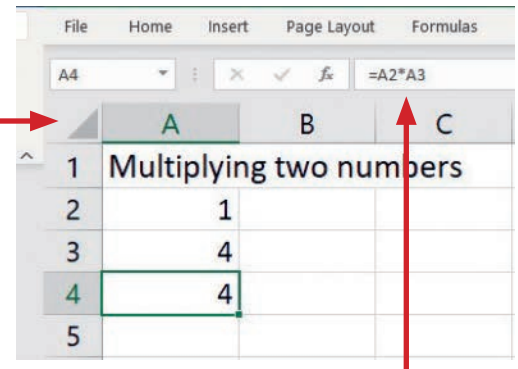 File Home Insert Page Layout Formulas
A4 fx =A2*A3
A B C
1 Multiplying two numbers
2 1
3 4
4 4
5